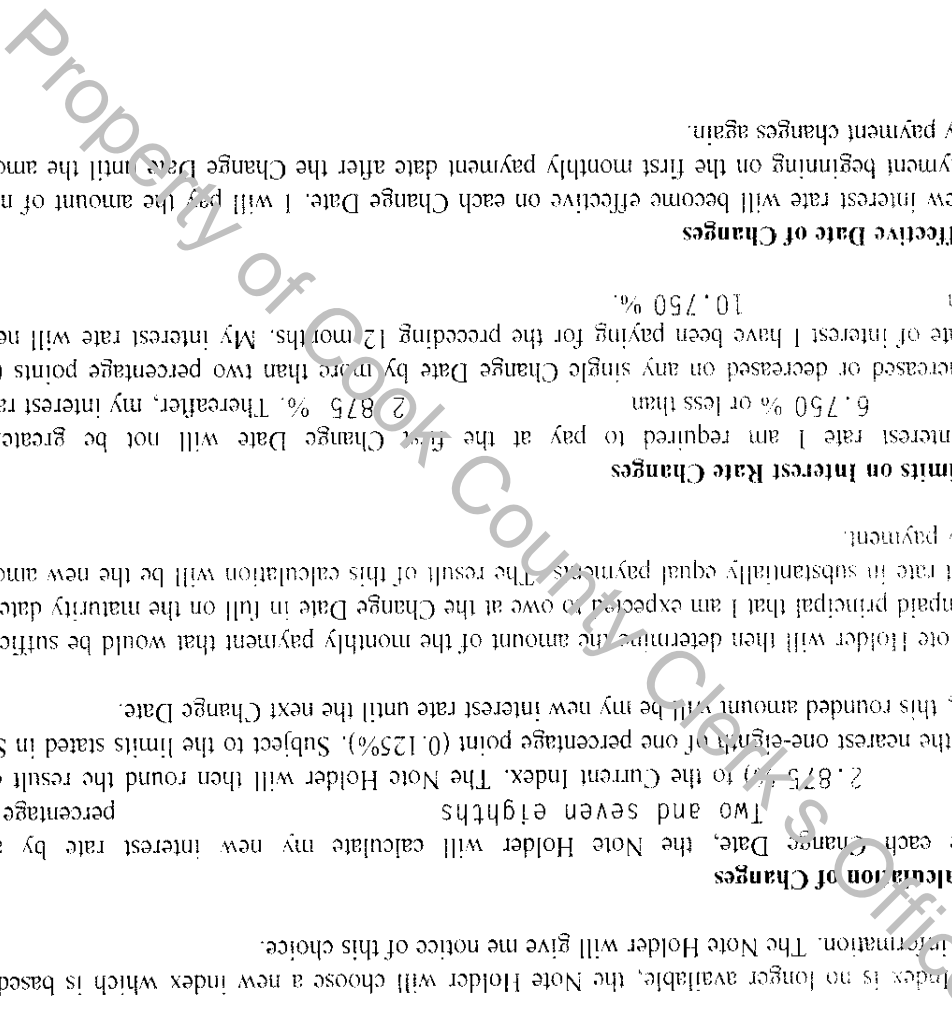 Index is no longer available, the Note Holder will choose a new index which is based
information. The Note Holder will give me notice of this choice.
alculation of Changes
each Change Date, the Note Holder will calculate my new interest rate by
Two and seven eighths percentage
2.875 %) to the Current Index. The Note Holder will then round the result
the nearest one-eighth of one percentage point (0.125%). Subject to the limits stated in S
, this rounded amount will be my new interest rate until the next Change Date.
ote Holder will then determine the amount of the monthly payment that would be suffic
npaid principal that I am expected to owe at the Change Date in full on the maturity date
t rate in substantially equal payments. The result of this calculation will be the new amo
payment.
imits on Interest Rate Changes
nterest rate I am required to pay at the first Change Date will not be greate
6.750 % or less than 2 875 %. Thereafter, my interest ra
creased or decreased on any single Change Date by more than two percentage points (
ate of interest I have been paying for the preceding 12 months. My interest rate will ne
10.750 %.
ffective Date of Changes
ew interest rate will become effective on each Change Date. I will pay the amount of n
yment beginning on the first monthly payment date after the Change Date until the amo
y payment changes again.
Property of Cook County Clerk's Offic